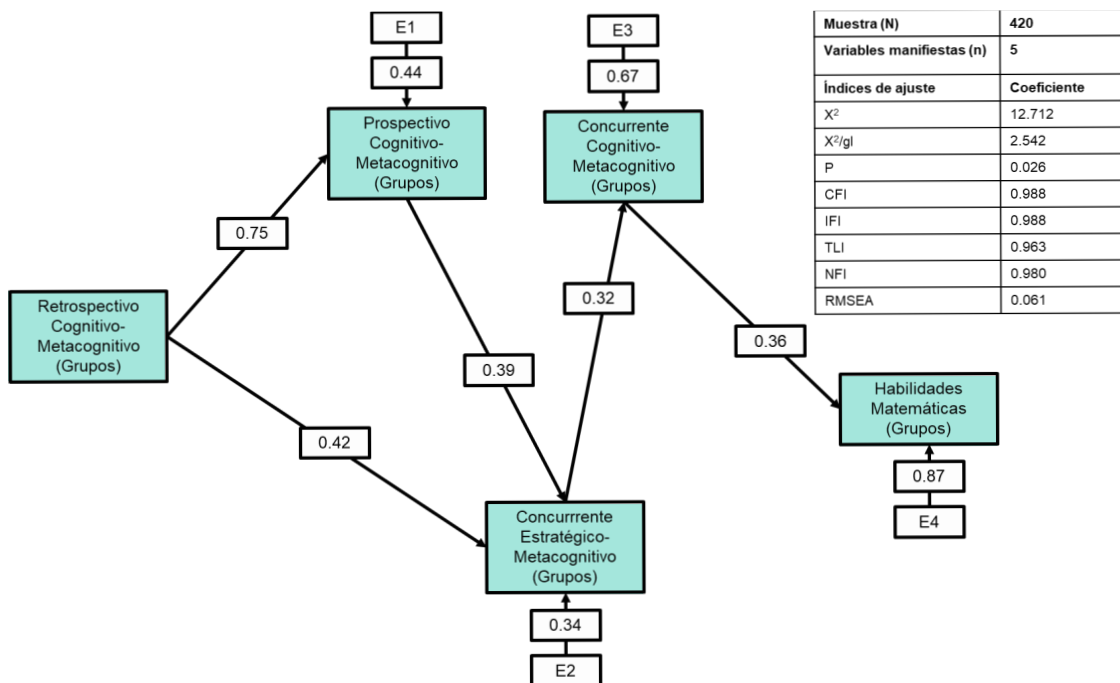 E1
0.44
Prospectivo
Cognitivo-
Metacognitivo
(Grupos)
E3
0.67
Concurrente
Cognitivo-
Metacognitivo
(Grupos)
0.75
0.32
Retrospectivo
Cognitivo-
Metacognitivo
(Grupos)
0.39
0.36
0.42
Habilidades
Matemáticas
(Grupos)
0.87
E4
Concurrrente
Estratégico-
Metacognitivo
(Grupos)
0.34
E2
Muestra (N) 420
Variables manifiestas (n) 5
Índices de ajuste Coeficiente
X² 12.712
X²/gl 2.542
P 0.026
CFI 0.988
IFI 0.988
TLI 0.963
NFI 0.980
RMSEA 0.061